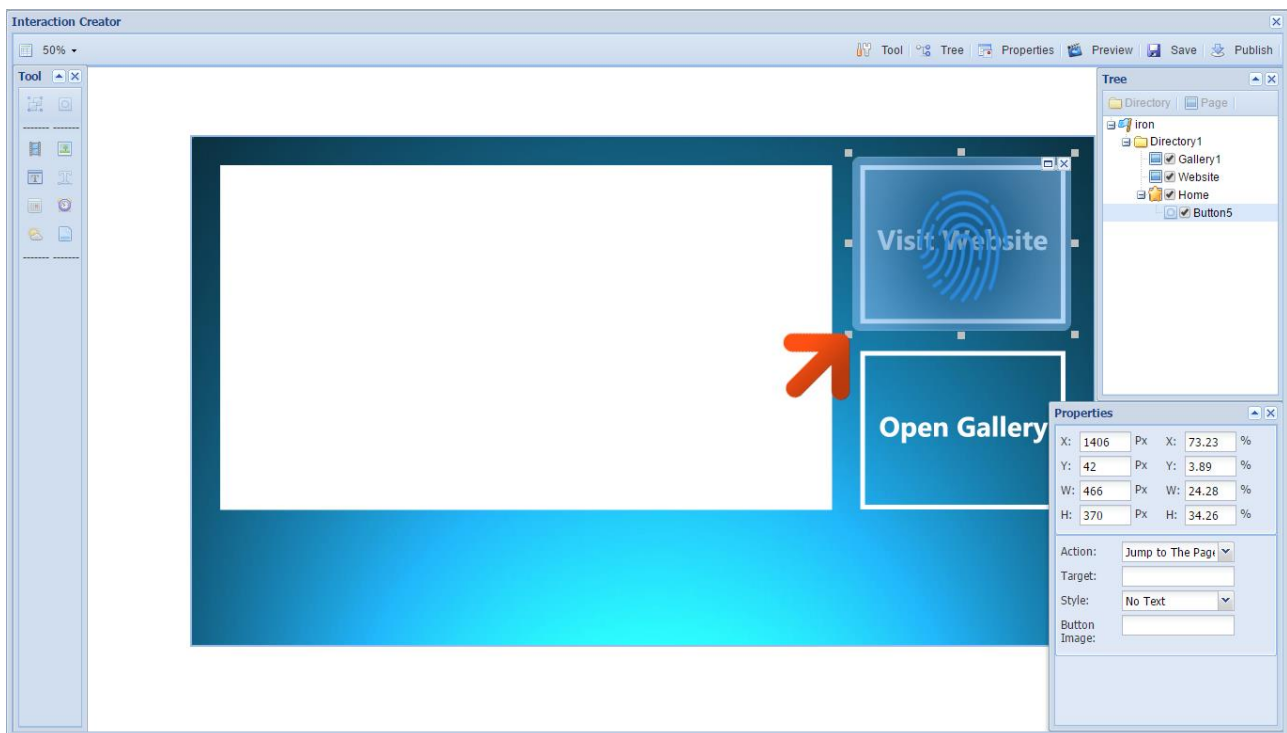 Interaction Creator
50%
Tool Tree Properties Preview Save Publish
Tool
Tree
Directory Page
iron
Directory1
Gallery1
Website
Home
Button5
Visit Website
Open Gallery
Properties
X: 1406 Px X: 73.23 %
Y: 42 Px Y: 3.89 %
W: 466 Px W: 24.28 %
H: 370 Px H: 34.26 %
Action: Jump to The Page
Target:
Style: No Text
Button
Image: